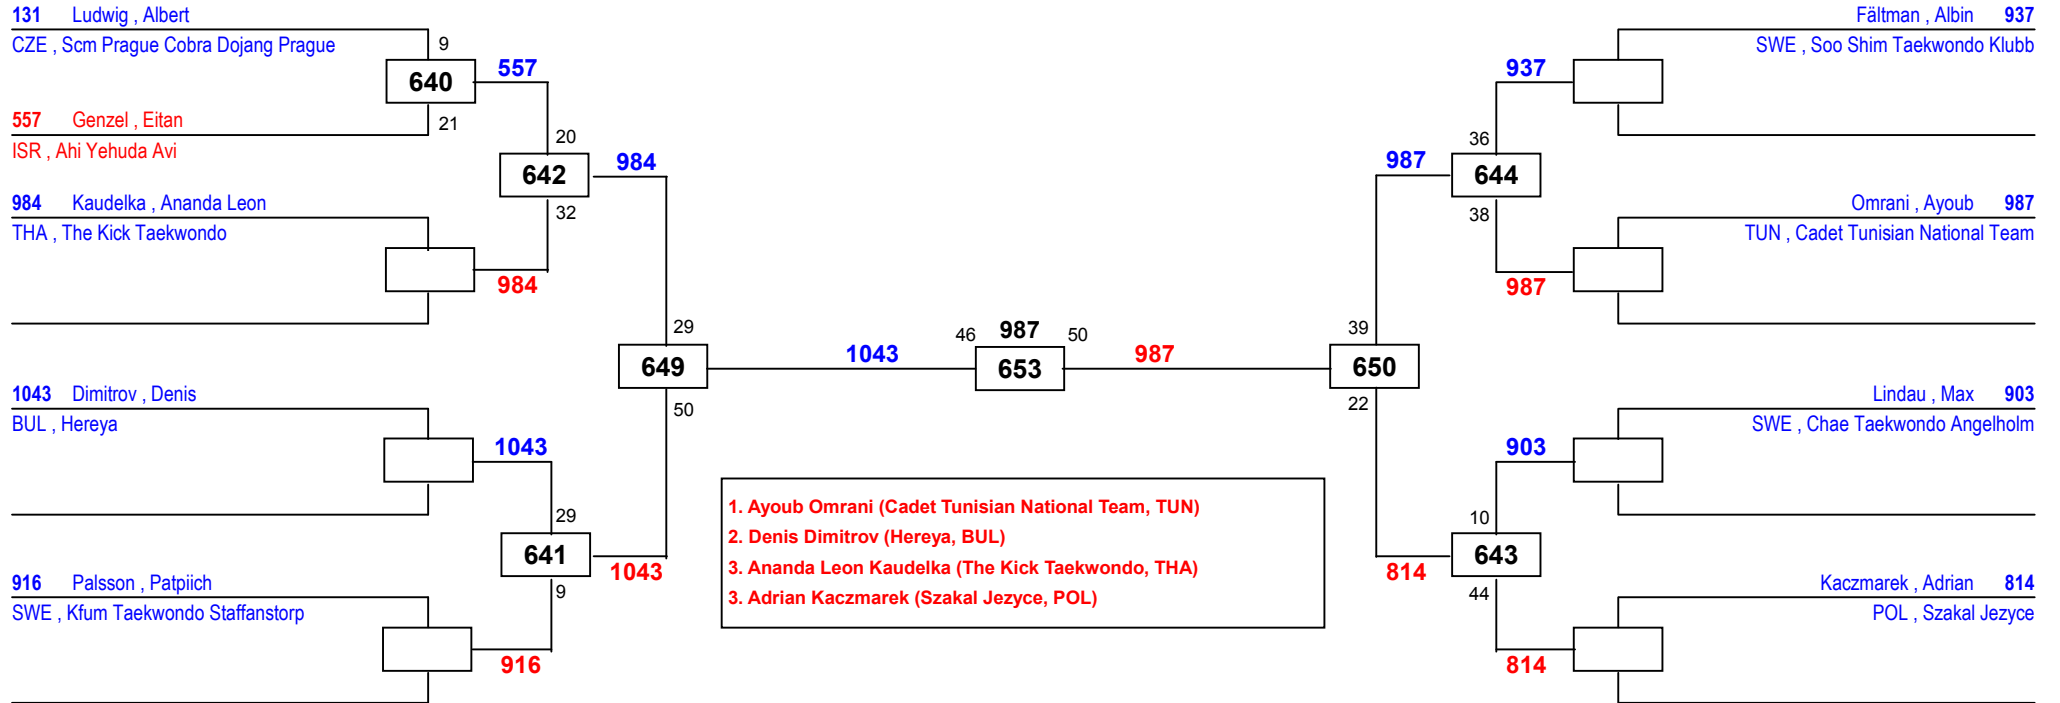 131 Ludwig , Albert
CZE , Scm Prague Cobra Dojang Prague
9
640
557
21
557 Genzel , Eitan
ISR , Ahi Yehuda Avi
20
642
984
32
984 Kaudelka , Ananda Leon
THA , The Kick Taekwondo
984
29
649
1043
50
1043 Dimitrov , Denis
BUL , Hereya
1043
29
641
1043
9
916 Palsson , Patpiich
SWE , Kfum Taekwondo Staffanstorp
916
46 987 50
653
987
1. Ayoub Omrani (Cadet Tunisian National Team, TUN)
2. Denis Dimitrov (Hereya, BUL)
3. Ananda Leon Kaudelka (The Kick Taekwondo, THA)
3. Adrian Kaczmarek (Szakal Jezyce, POL)
Fältman , Albin 937
SWE , Soo Shim Taekwondo Klubb
937
36
987
644
38
Omrani , Ayoub 987
TUN , Cadet Tunisian National Team
987
39
650
22
Lindau , Max 903
SWE , Chae Taekwondo Angelholm
903
10
643
814
44
Kaczmarek , Adrian 814
POL , Szakal Jezyce
814